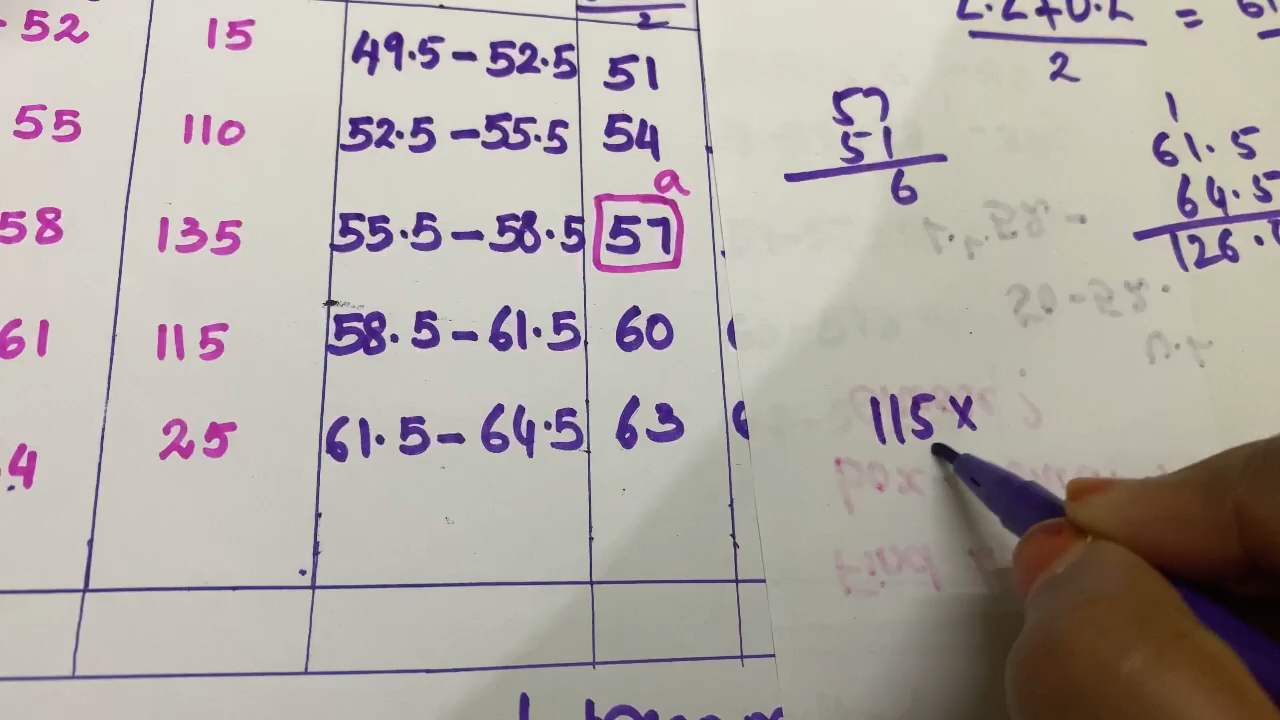 2
52 15 49.5-52.5 51
55 110 52.5-55.5 54
a
58 135 55.5-58.5 57
61 115 58.5-61.5 60
.4 25 61.5-64.5 63
L.L+U.L =
2
57
51
6
1
61.5
64.5
126.
115x